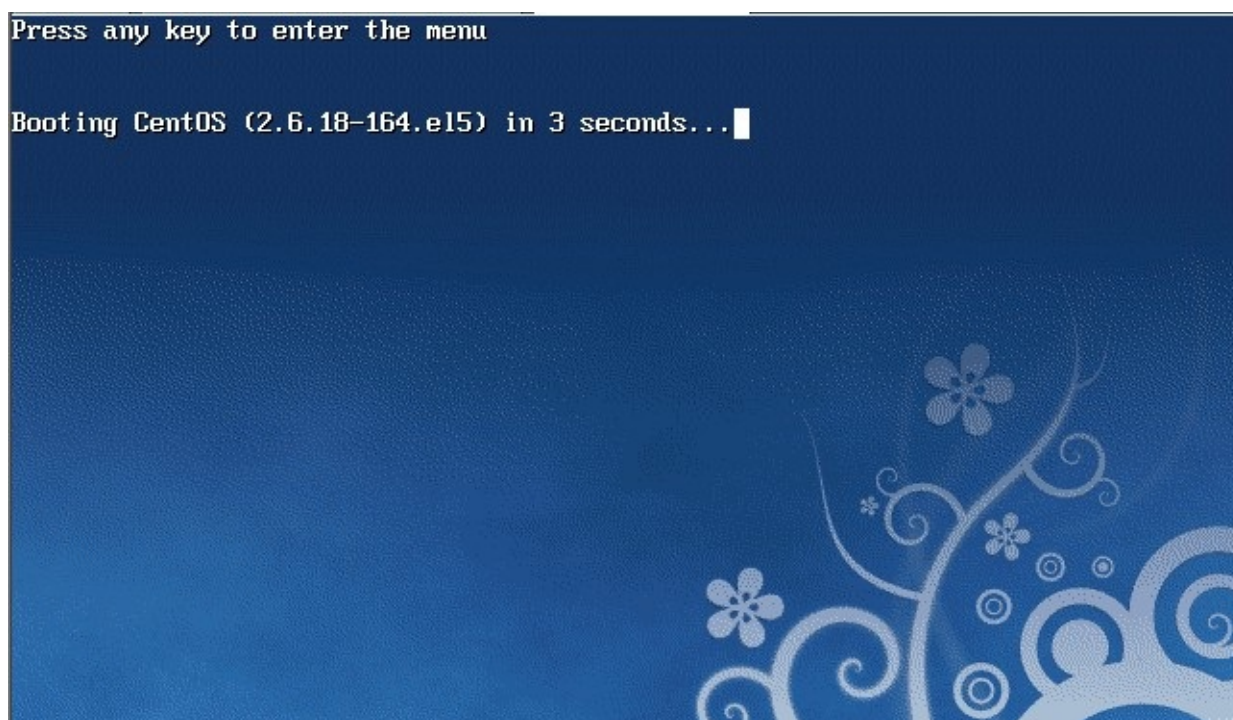 Press any key to enter the menu
Booting CentOS (2.6.18-164.el5) in 3 seconds...